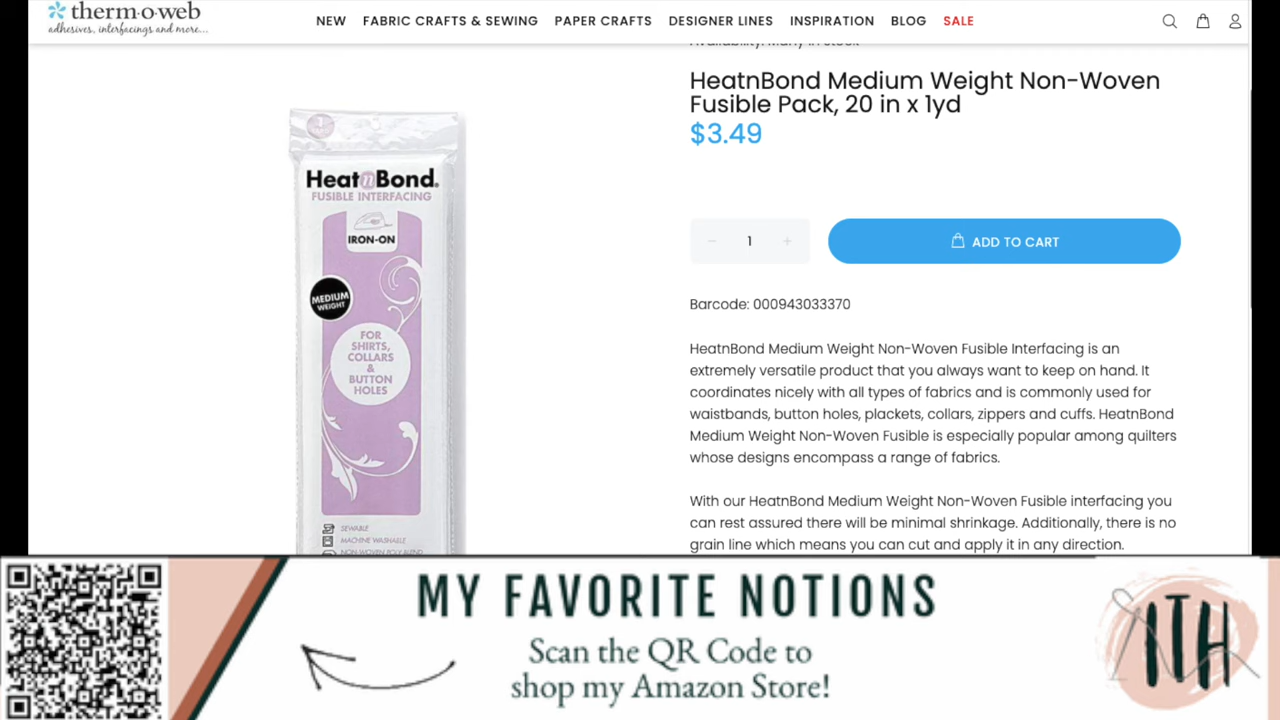 therm·o·web
adhesives, interfacings and more...
NEW FABRIC CRAFTS & SEWING PAPER CRAFTS DESIGNER LINES INSPIRATION BLOG SALE
Availability: Many in stock
HeatnBond Medium Weight Non-Woven
Fusible Pack, 20 in x 1yd
$3.49
1
ADD TO CART
Barcode: 000943033370
HeatnBond Medium Weight Non-Woven Fusible Interfacing is an
extremely versatile product that you always want to keep on hand. It
coordinates nicely with all types of fabrics and is commonly used for
waistbands, button holes, plackets, collars, zippers and cuffs. HeatnBond
Medium Weight Non-Woven Fusible is especially popular among quilters
whose designs encompass a range of fabrics.
With our HeatnBond Medium Weight Non-Woven Fusible interfacing you
can rest assured there will be minimal shrinkage. Additionally, there is no
grain line which means you can cut and apply it in any direction.
HeatnBond®
FUSIBLE INTERFACING
IRON-ON
MEDIUM
WEIGHT
FOR
SHIRTS,
COLLARS
&
BUTTON
HOLES
SEWABLE
MACHINE WASHABLE
NON-WOVEN POLY BLEND
MY FAVORITE NOTIONS
Scan the QR Code to
shop my Amazon Store!
ITH